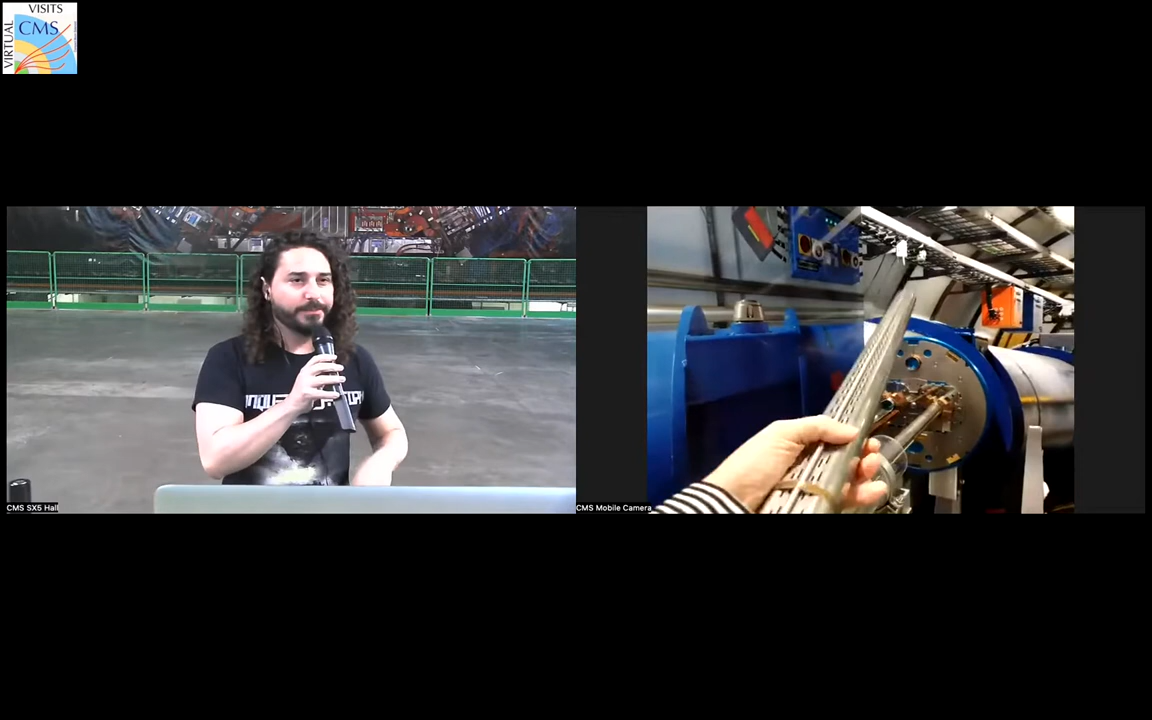 VISITS
CMS
VIRTUAL
CMS SX5 Hall
CMS Mobile Camera